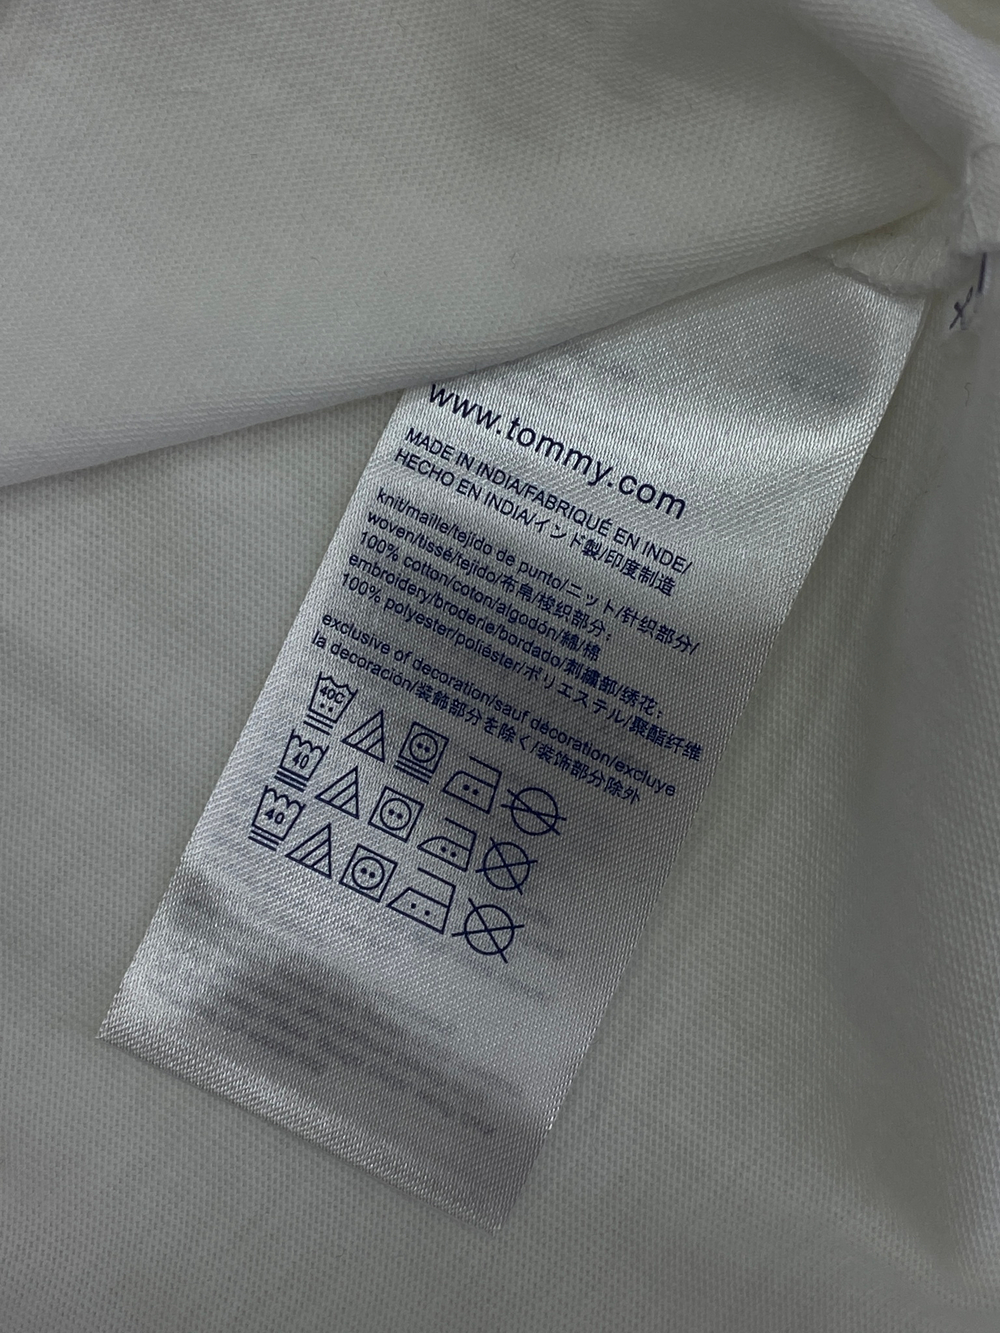 www.tommy.com
MADE IN INDIA/FABRIQUÉ EN INDE/
HECHO EN INDIA/インド製/印度制造
knit/maille/tejido de punto/ニット/针织部分/
woven/tissé/tejido/布帛/梭织部分:
100% cotton/coton/algodón/綿/棉
embroidery/broderie/bordado/刺繍部/绣花:
100% polyester/poliéster/ポリエステル/聚酯纤维
exclusive of decoration/sauf décoration/excluye
la decoración/装飾部分を除く/装饰部分除外
40C
40
40